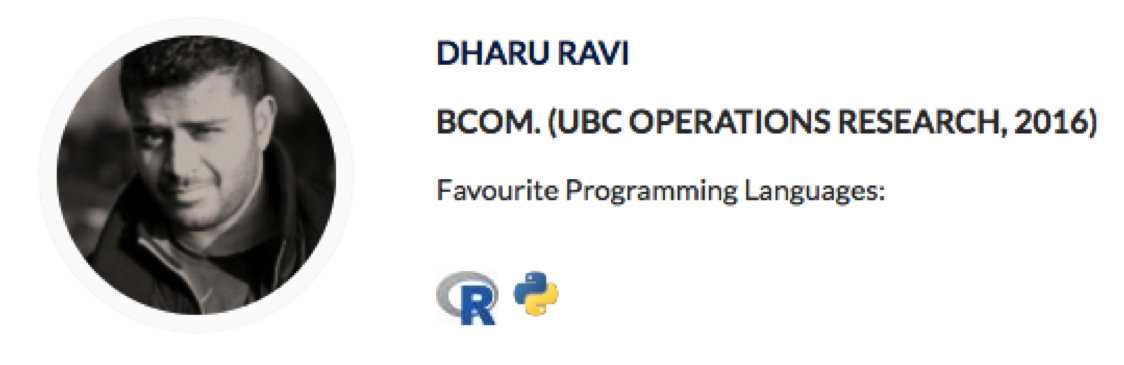 DHARU RAVI
BCOM. (UBC OPERATIONS RESEARCH, 2016)
Favourite Programming Languages:
R